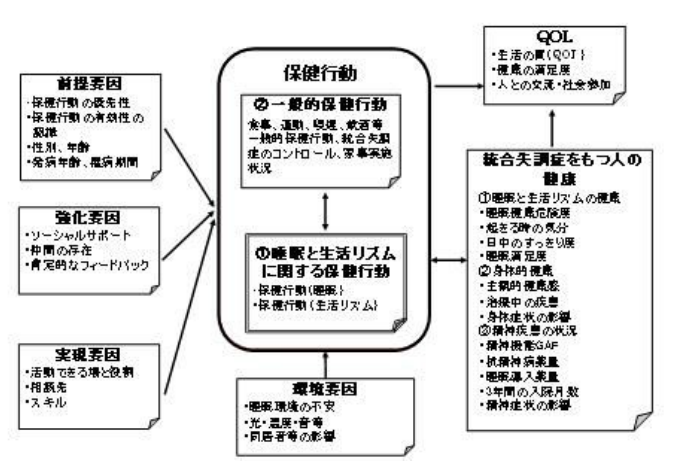 前提要因
・保健行動の優先性
・保健行動の有効性の
認識
・性別、年齢
・発病年齢、罹病期間
強化要因
・ソーシャルサポート
・仲間の存在
・肯定的なフィードバック
実現要因
・活動できる場と役割
・相談先
・スキル
保健行動
②一般的保健行動
食事、運動、喫煙、飲酒等
一般的保健行動、統合失調
症のコントロール、家事実施
状況
①睡眠と生活リズム
に関する保健行動
・保健行動(睡眠)
・保健行動(生活リズム)
環境要因
・睡眠環境の不安
・光・温度・音等
・同居者等の影響
QOL
・生活の質(QOL)
・健康の満足度
・人との交流・社会参加
統合失調症をもつ人の
健康
①睡眠と生活リズムの健康
・睡眠健康危険度
・起きる時の気分
・日中のすっきり度
・睡眠満足度
②身体的健康
・主観的健康感
・治療中の疾患
・身体症状の影響
③精神疾患の状況
・精神機能GAF
・抗精神病薬量
・睡眠導入薬量
・3年間の入院月数
・精神症状の影響